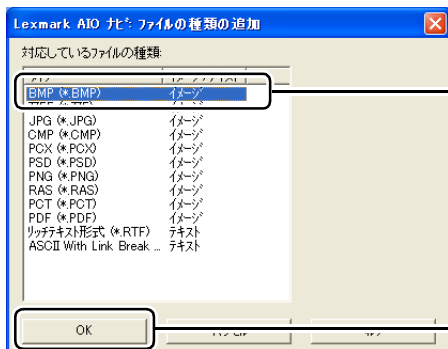 Lexmark AIO ナビ: ファイルの種類の追加
対応しているファイルの種類:
BMP (*.BMP) イメージ
JPG (*.JPG) イメージ
CMP (*.CMP) イメージ
PCX (*.PCX) イメージ
PSD (*.PSD) イメージ
PNG (*.PNG) イメージ
RAS (*.RAS) イメージ
PCT (*.PCT) イメージ
PDF (*.PDF) イメージ
リッチテキスト形式 (*.RTF) テキスト
ASCII With Link Break ... テキスト
OK